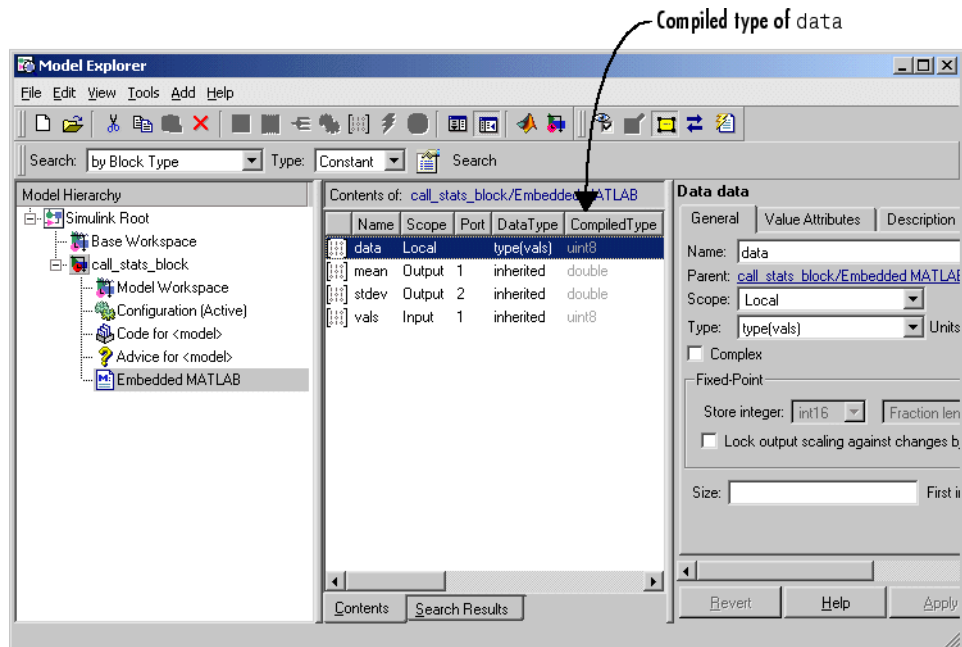 Compiled type of data
Model Explorer
File Edit View Tools Add Help
Search: by Block Type Type: Constant Search
Model Hierarchy
Simulink Root
Base Workspace
call_stats_block
Model Workspace
Configuration (Active)
Code for <model>
Advice for <model>
Embedded MATLAB
Contents of: call_stats_block/Embedded MATLAB
Name Scope Port DataType CompiledType
data Local type(vals) uint8
mean Output 1 inherited double
stdev Output 2 inherited double
vals Input 1 inherited uint8
Contents Search Results
Data data
General Value Attributes Description
Name: data
Parent: call_stats_block/Embedded MATLAB
Scope: Local
Type: type(vals) Units
Complex
Fixed-Point
Store integer: int16 Fraction len
Lock output scaling against changes b
Size: First i
Revert Help Apply